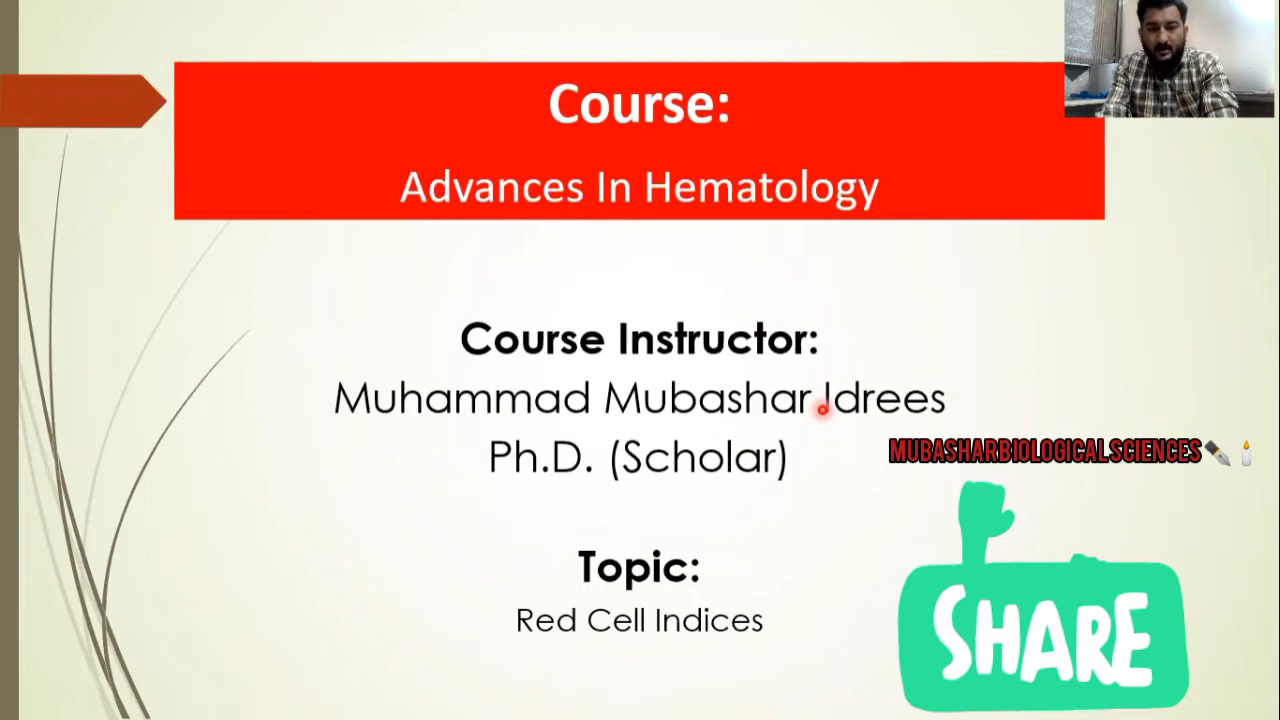 Course:
Advances In Hematology
Course Instructor:
Muhammad Mubashar Idrees
Ph.D. (Scholar)
MUBASHARBIOLOGICALSCIENCES✒️🕯️
Topic:
Red Cell Indices
SHARE